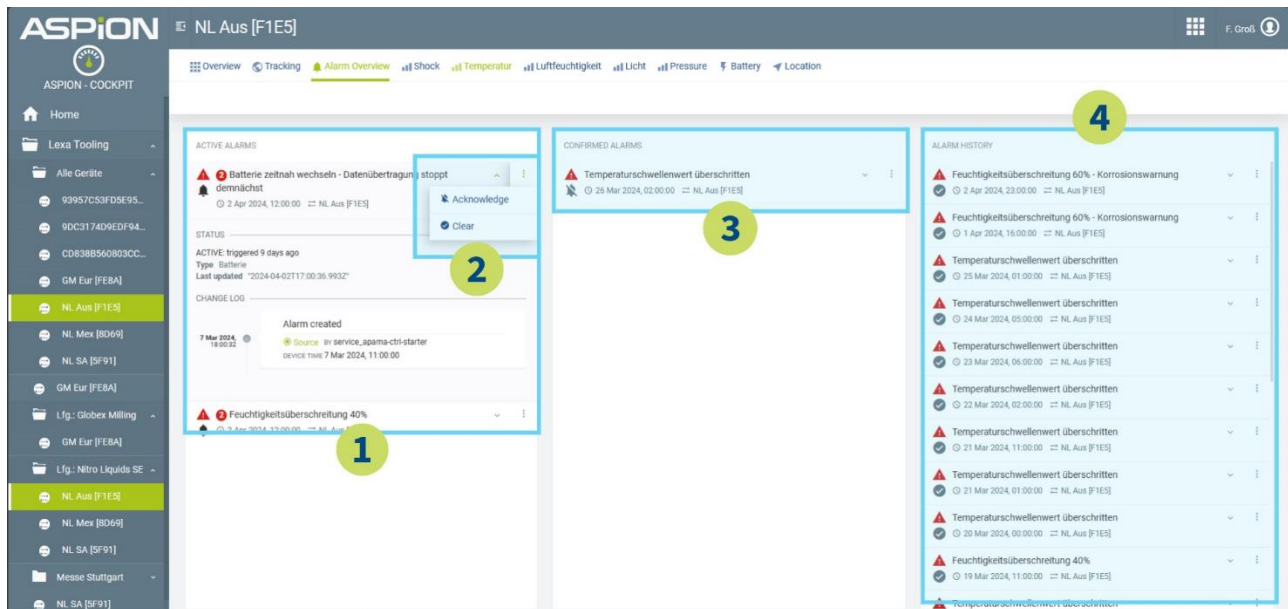 ASPION
ASPION - COCKPIT
Home
Lexa Tooling
Alle Geräte
93957C53FD5E95...
9DC3174D9EDF94...
CD838B560803CC...
GM Eur [FE8A]
NL Aus [F1E5]
NL Mex [8D69]
NL SA [5F91]
GM Eur [FE8A]
Lfg.: Globex Milling
GM Eur [FE8A]
Lfg.: Nitro Liquids SE
NL Aus [F1E5]
NL Mex [8D69]
NL SA [5F91]
Messe Stuttgart
NL SA [5F91]
NL Aus [F1E5]
F. Groß
Overview Tracking Alarm Overview Shock Temperatur Luftfeuchtigkeit Licht Pressure Battery Location
ACTIVE ALARMS
2 Batterie zeitnah wechseln - Datenübertragung stoppt
demnächst
2 Apr 2024, 12:00:00 NL Aus [F1E5]
Acknowledge
Clear
2
STATUS
ACTIVE: triggered 9 days ago
Type Batterie
Last updated "2024-04-02T17:00:36.993Z"
CHANGE LOG
7 Mar 2024,
18:00:32
Alarm created
Source BY service_apama-ctrl-starter
DEVICE TIME 7 Mar 2024, 11:00:00
2 Feuchtigkeitsüberschreitung 40%
2 Apr 2024, 12:00:00 NL Aus
1
CONFIRMED ALARMS
Temperaturschwellenwert überschritten
26 Mar 2024, 02:00:00 NL Aus [F1E5]
3
4
ALARM HISTORY
Feuchtigkeitsüberschreitung 60% - Korrosionswarnung
2 Apr 2024, 23:00:00 NL Aus [F1E5]
Feuchtigkeitsüberschreitung 60% - Korrosionswarnung
1 Apr 2024, 16:00:00 NL Aus [F1E5]
Temperaturschwellenwert überschritten
25 Mar 2024, 01:00:00 NL Aus [F1E5]
Temperaturschwellenwert überschritten
24 Mar 2024, 05:00:00 NL Aus [F1E5]
Temperaturschwellenwert überschritten
23 Mar 2024, 06:00:00 NL Aus [F1E5]
Temperaturschwellenwert überschritten
22 Mar 2024, 02:00:00 NL Aus [F1E5]
Temperaturschwellenwert überschritten
21 Mar 2024, 11:00:00 NL Aus [F1E5]
Temperaturschwellenwert überschritten
21 Mar 2024, 01:00:00 NL Aus [F1E5]
Temperaturschwellenwert überschritten
20 Mar 2024, 00:00:00 NL Aus [F1E5]
Feuchtigkeitsüberschreitung 40%
19 Mar 2024, 11:00:00 NL Aus [F1E5]
Temperaturschwellenwert überschritten